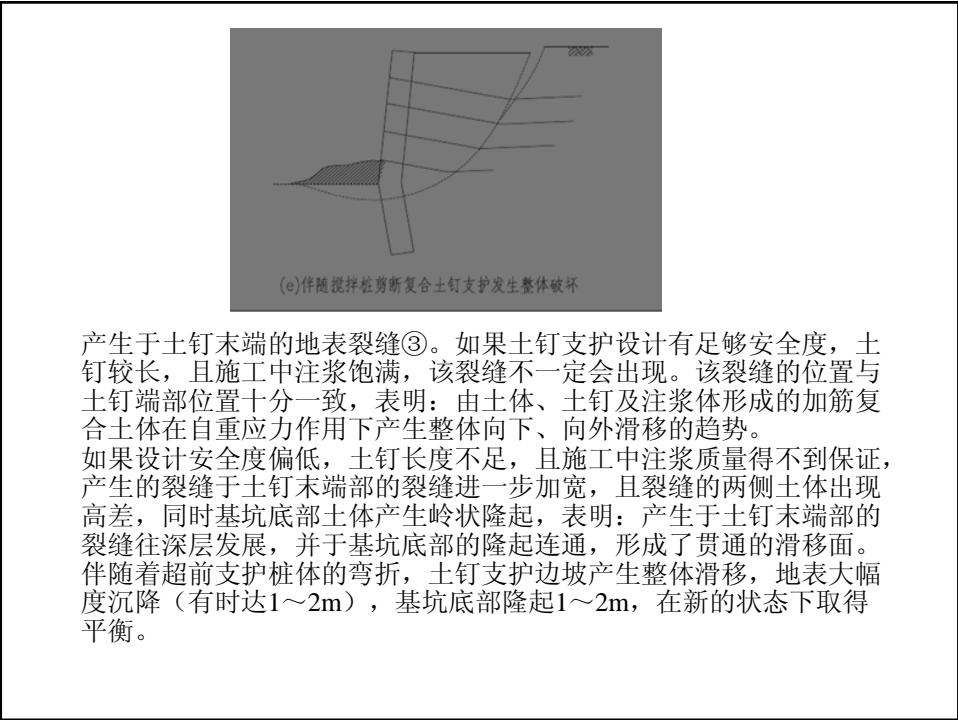 (e)伴随搅拌桩剪断复合土钉支护发生整体破坏
产生于土钉末端的地表裂缝③。如果土钉支护设计有足够安全度，土
钉较长，且施工中注浆饱满，该裂缝不一定会出现。该裂缝的位置与
土钉端部位置十分一致，表明：由土体、土钉及注浆体形成的加筋复
合土体在自重应力作用下产生整体向下、向外滑移的趋势。
如果设计安全度偏低，土钉长度不足，且施工中注浆质量得不到保证，
产生的裂缝于土钉末端部的裂缝进一步加宽，且裂缝的两侧土体出现
高差，同时基坑底部土体产生岭状隆起，表明：产生于土钉末端部的
裂缝往深层发展，并于基坑底部的隆起连通，形成了贯通的滑移面。
伴随着超前支护桩体的弯折，土钉支护边坡产生整体滑移，地表大幅
度沉降（有时达1～2m），基坑底部隆起1～2m，在新的状态下取得
平衡。